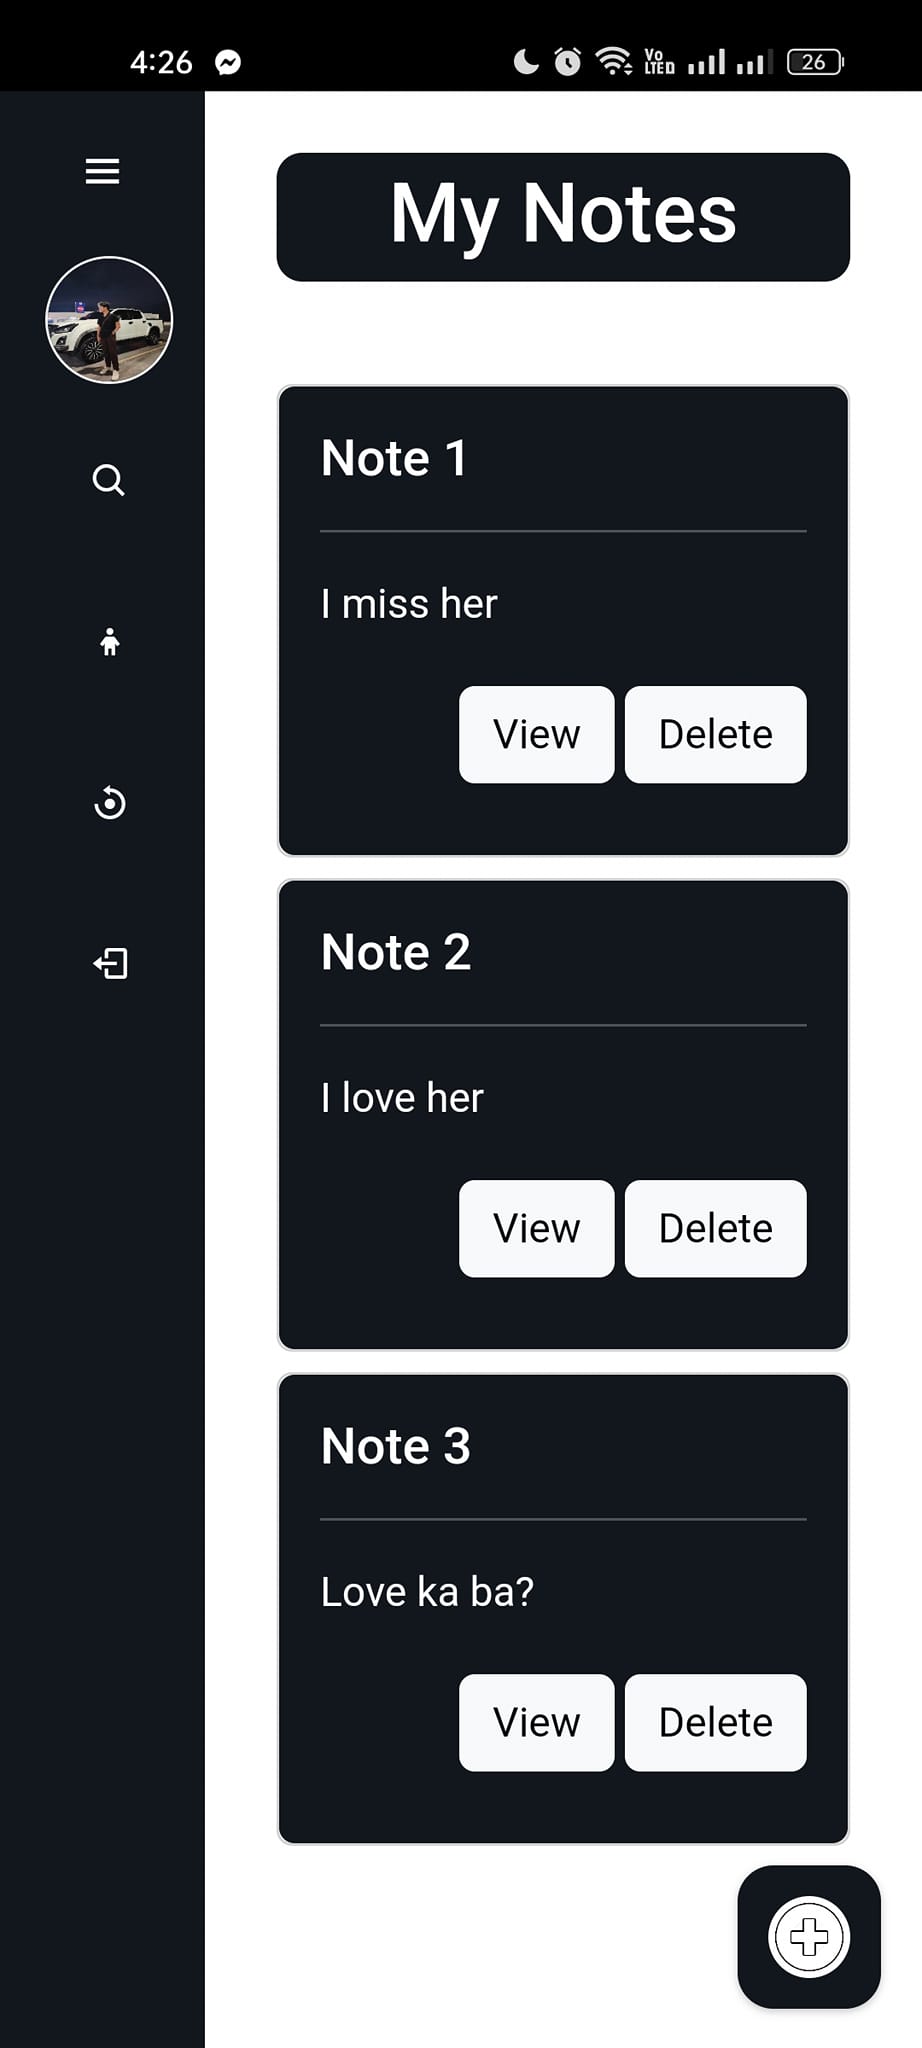 4:26
Vo
LTED
26
My Notes
Note 1
I miss her
View Delete
Note 2
I love her
View Delete
Note 3
Love ka ba?
View Delete